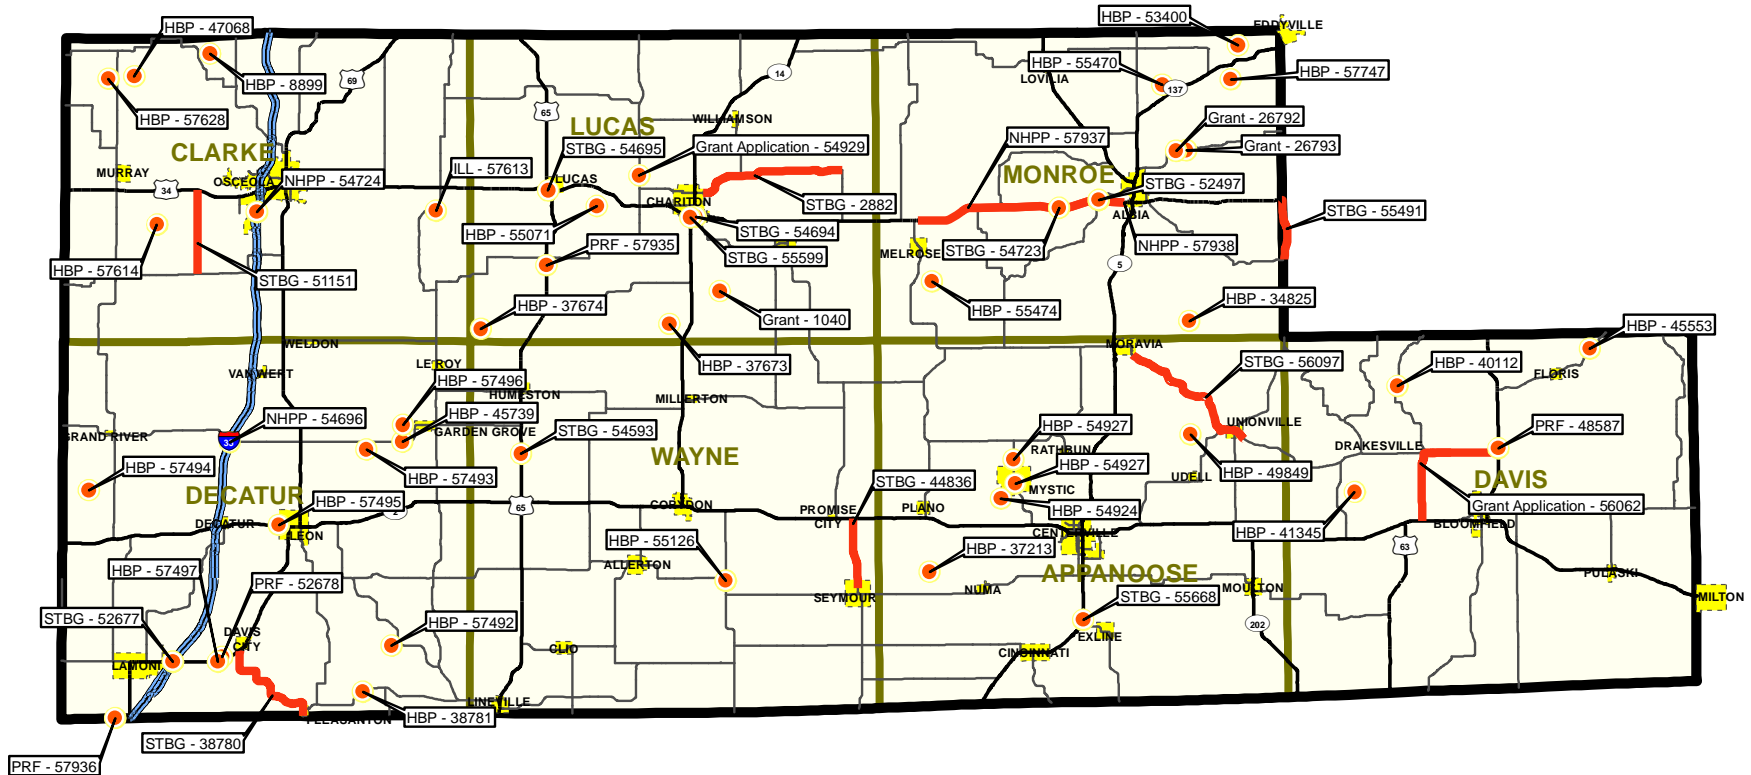 HBP - 47068
HBP - 53400
EDDYVILLE
HBP - 8899
69
14
HBP - 55470
LOVILIA
137
HBP - 57747
HBP - 57628
65
LUCAS
WILLIAMSON
Grant - 26792
NHPP - 57937
Grant - 26793
CLARKE
STBG - 54695
Grant Application - 54929
MURRAY
OSCEOLA
NHPP - 54724
ILL - 57613
LUCAS
MONROE
STBG - 52497
34
CHARITON
STBG - 2882
ALBIA
STBG - 55491
HBP - 55071
STBG - 54694
PRF - 57935
STBG - 55599
MELROSE
STBG - 54723
NHPP - 57938
HBP - 57614
STBG - 51151
5
HBP - 37674
Grant - 1040
HBP - 55474
HBP - 34825
HBP - 45553
WELDON
MORAVIA
VAN WERT
LE ROY
HBP - 37673
STBG - 56097
HBP - 40112
FLORIS
HBP - 57496
HUMESTON
MILLERTON
HBP - 45739
NHPP - 54696
35
GRAND RIVER
GARDEN GROVE
STBG - 54593
HBP - 54927
UNIONVILLE
PRF - 48587
RATHBUN
DRAKESVILLE
WAYNE
HBP - 54927
HBP - 57494
HBP - 57493
STBG - 44836
HBP - 49849
UDELL
DAVIS
DECATUR
HBP - 57495
MYSTIC
65
CORYDON
PROMISE
CITY
PLANO
HBP - 54924
Grant Application - 56062
2
DECATUR
LEON
CENTERVILLE
HBP - 41345
BLOOMFIELD
HBP - 55126
HBP - 37213
63
ALLERTON
HBP - 57497
PRF - 52678
APPANOOSE
PULASKI
SEYMOUR
NUMA
MOULTON
MILTON
STBG - 52677
HBP - 57492
STBG - 55668
202
DAVIS
CITY
EXLINE
CLIO
CINCINNATI
LAMONI
LINEVILLE
PLEASANTON
HBP - 38781
STBG - 38780
PRF - 57936